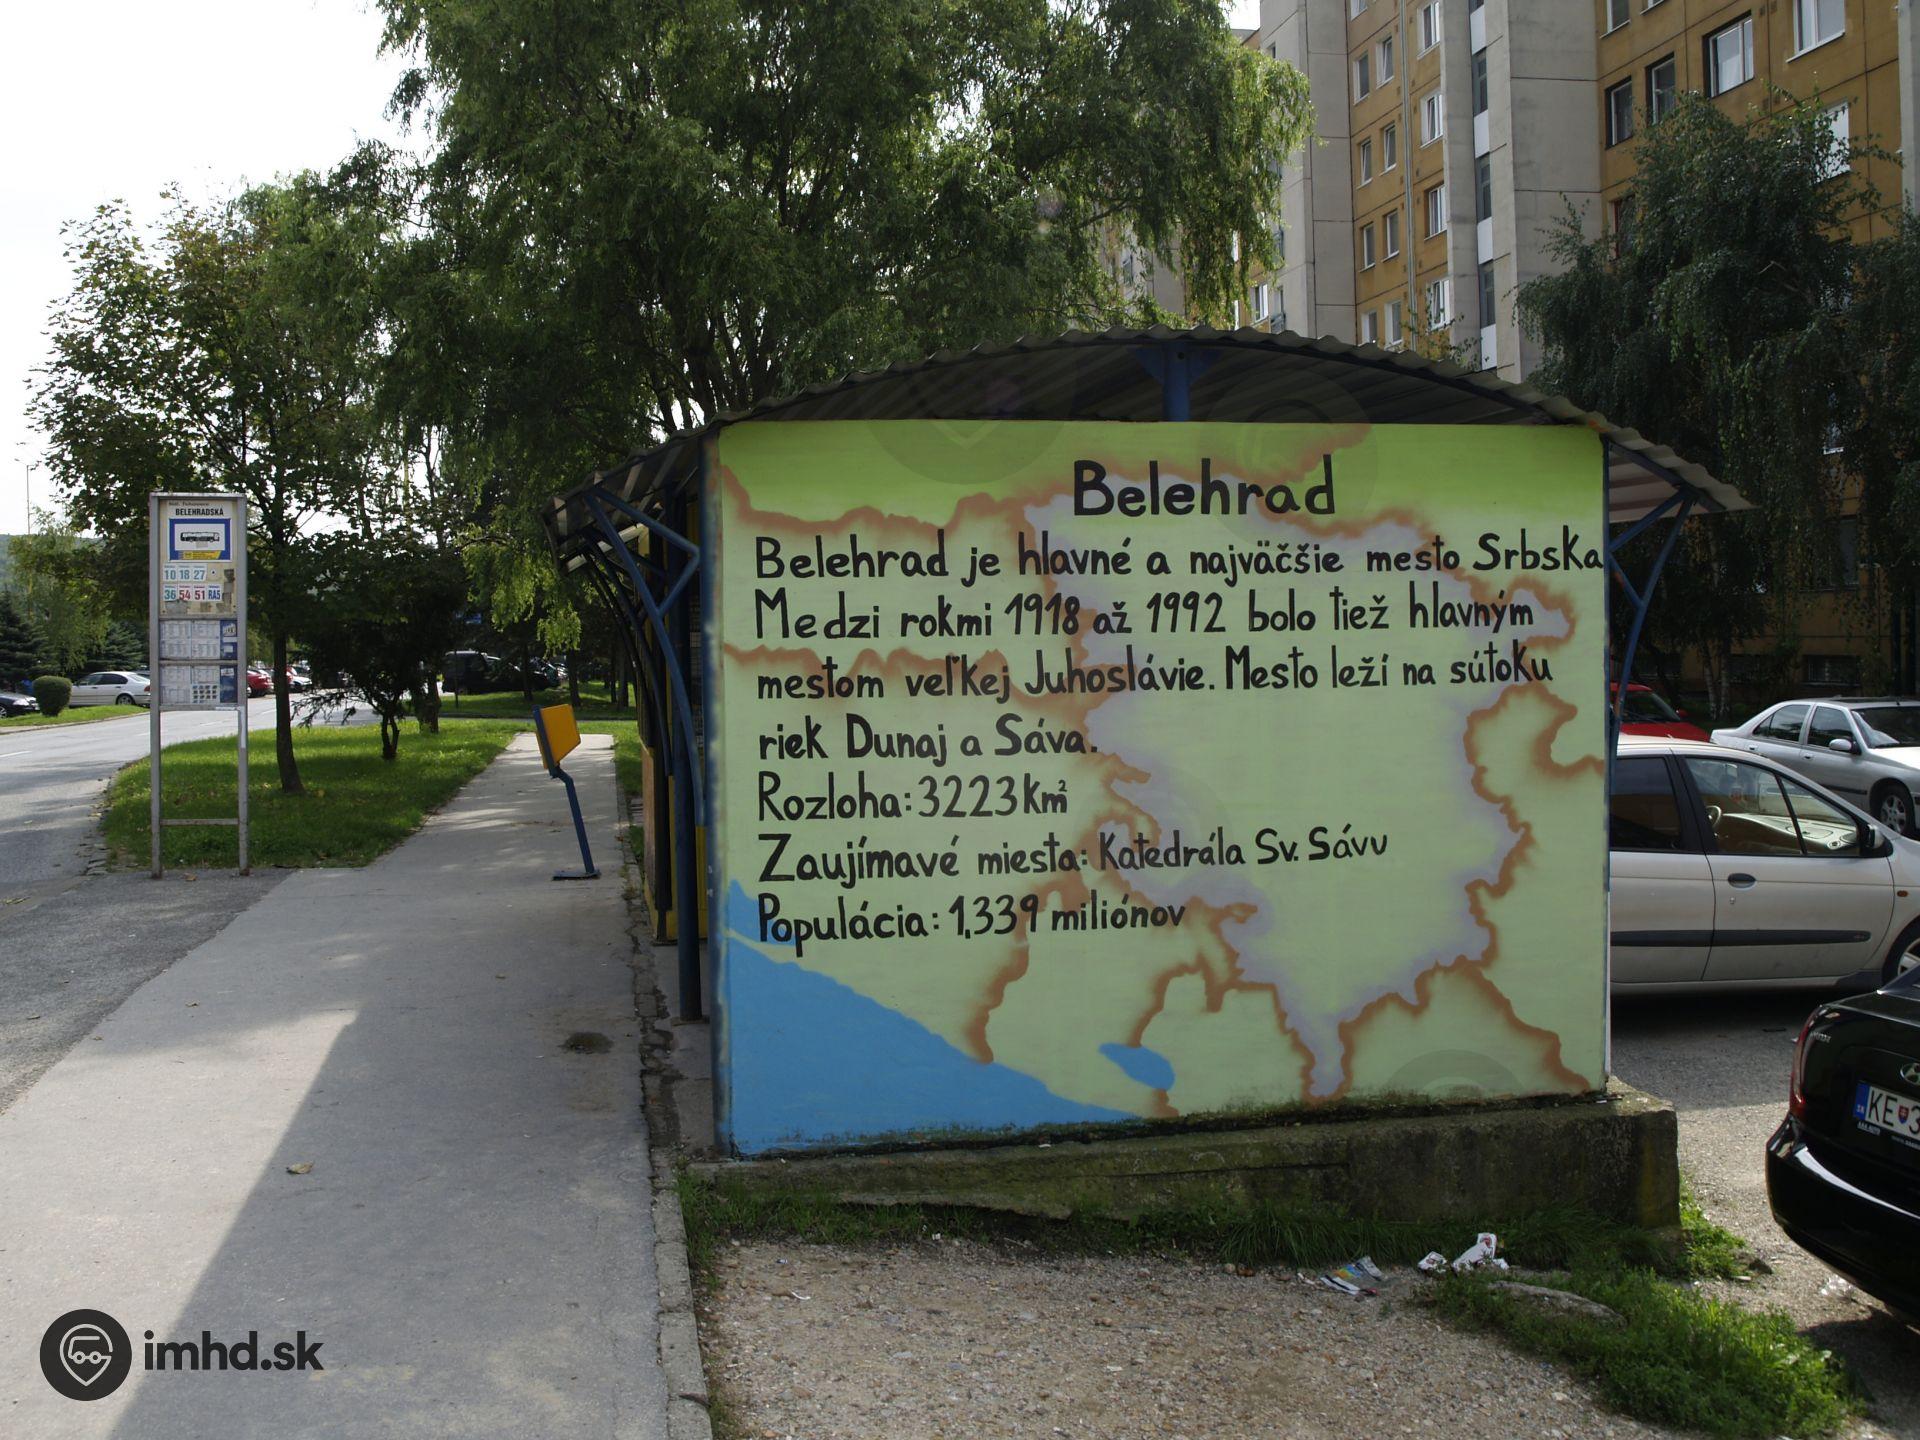 BELEHRADSKÁ
10 18 27
36 54 51 RA5
Belehrad
Belehrad je hlavné a najväčšie mesto Srbska
Medzi rokmi 1918 až 1992 bolo tiež hlavným
mestom veľkej Juhoslávie. Mesto leží na sútoku
riek Dunaj a Sáva.
Rozloha: 3223 km²
Zaujímavé miesta: Katedrála Sv. Sávu
Populácia: 1,339 miliónov
KE
imhd.sk